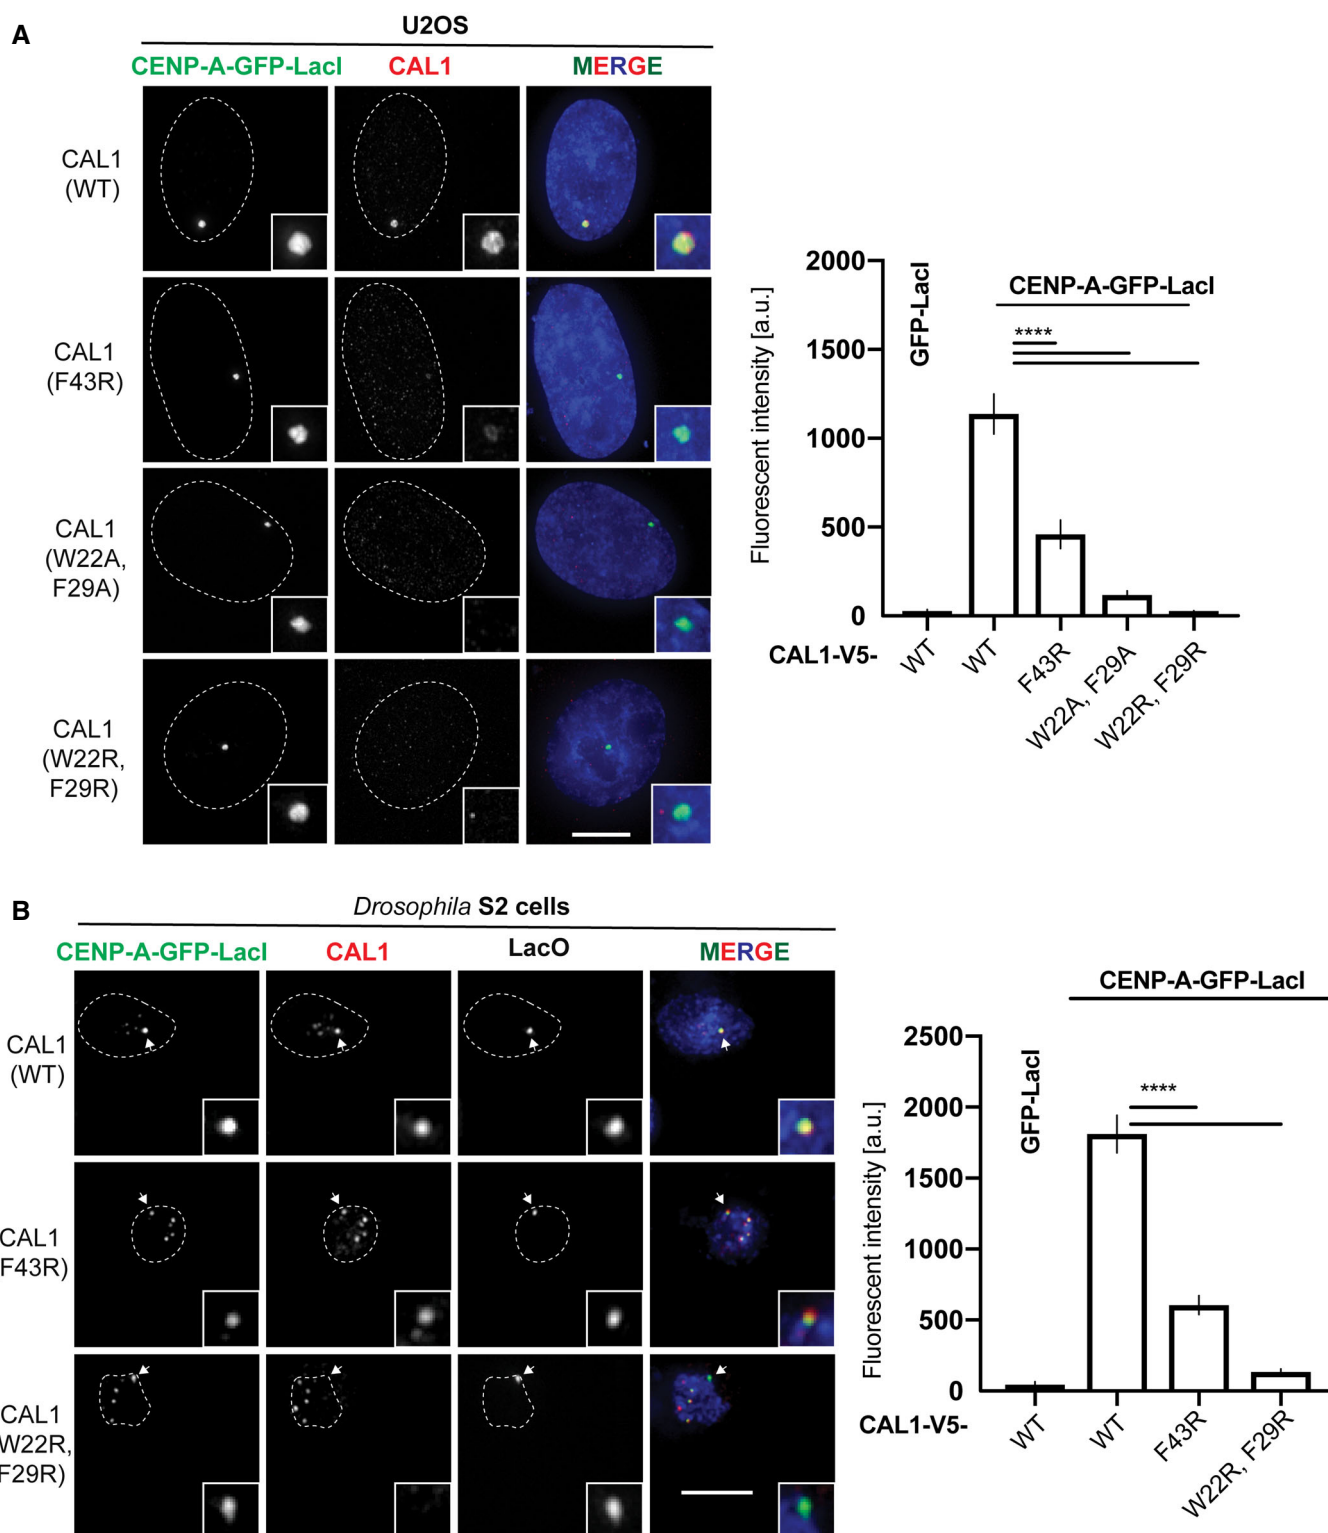 A
U2OS
CENP-A-GFP-LacI
CAL1
MERGE
CAL1
(WT)
CAL1
(F43R)
CAL1
(W22A,
F29A)
CAL1
(W22R,
F29R)
Fluorescent intensity [a.u.]
2000
1500
1000
500
0
GFP-LacI
CENP-A-GFP-LacI
****
CAL1-V5-
WT
WT
F43R
W22A, F29A
W22R, F29R
B
Drosophila S2 cells
CENP-A-GFP-LacI
CAL1
LacO
MERGE
CAL1
(WT)
CAL1
F43R)
CAL1
W22R,
F29R)
Fluorescent intensity [a.u.]
2500
2000
1500
1000
500
0
GFP-LacI
CENP-A-GFP-LacI
****
CAL1-V5-
WT
WT
F43R
W22R, F29R